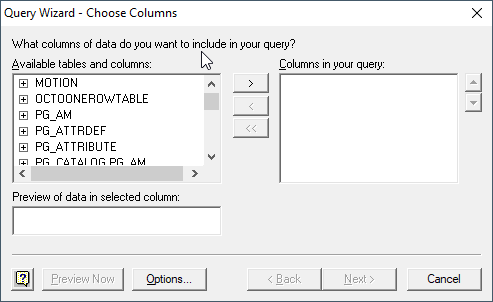 Query Wizard - Choose Columns
What columns of data do you want to include in your query?
Available tables and columns:
Columns in your query:
MOTION
OCTOONEROWTABLE
PG_AM
PG_ATTRDEF
PG_ATTRIBUTE
PG_CATALOG.PG_AM
>
<
<<
Preview of data in selected column:
?
Preview Now
Options...
< Back
Next >
Cancel